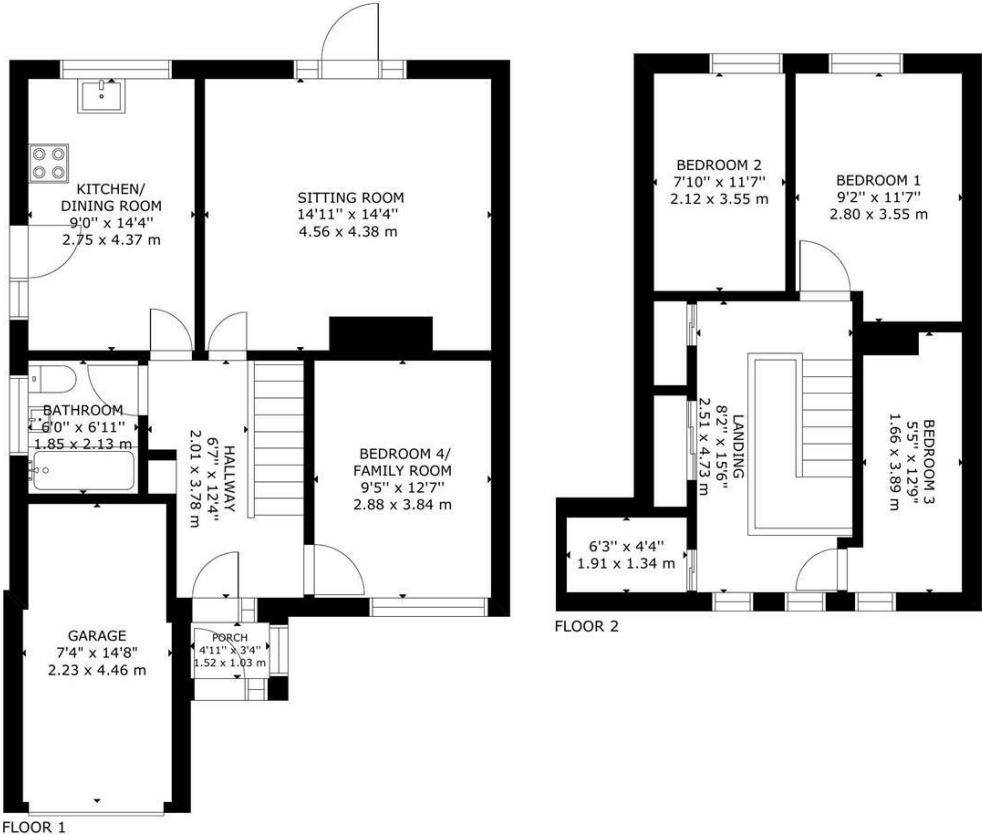 KITCHEN/
DINING ROOM
9'0'' x 14'4''
2.75 x 4.37 m
SITTING ROOM
14'11'' x 14'4''
4.56 x 4.38 m
BATHROOM
6'0'' x 6'11''
1.85 x 2.13 m
HALLWAY
6'7'' x 12'4''
2.01 x 3.78 m
BEDROOM 4/
FAMILY ROOM
9'5'' x 12'7''
2.88 x 3.84 m
GARAGE
7'4'' x 14'8''
2.23 x 4.46 m
PORCH
4'11'' x 3'4''
1.52 x 1.03 m
FLOOR 1
BEDROOM 2
7'10'' x 11'7''
2.12 x 3.55 m
BEDROOM 1
9'2'' x 11'7''
2.80 x 3.55 m
LANDING
8'2'' x 15'6''
2.51 x 4.73 m
BEDROOM 3
5'5'' x 12'9''
1.66 x 3.89 m
6'3'' x 4'4''
1.91 x 1.34 m
FLOOR 2